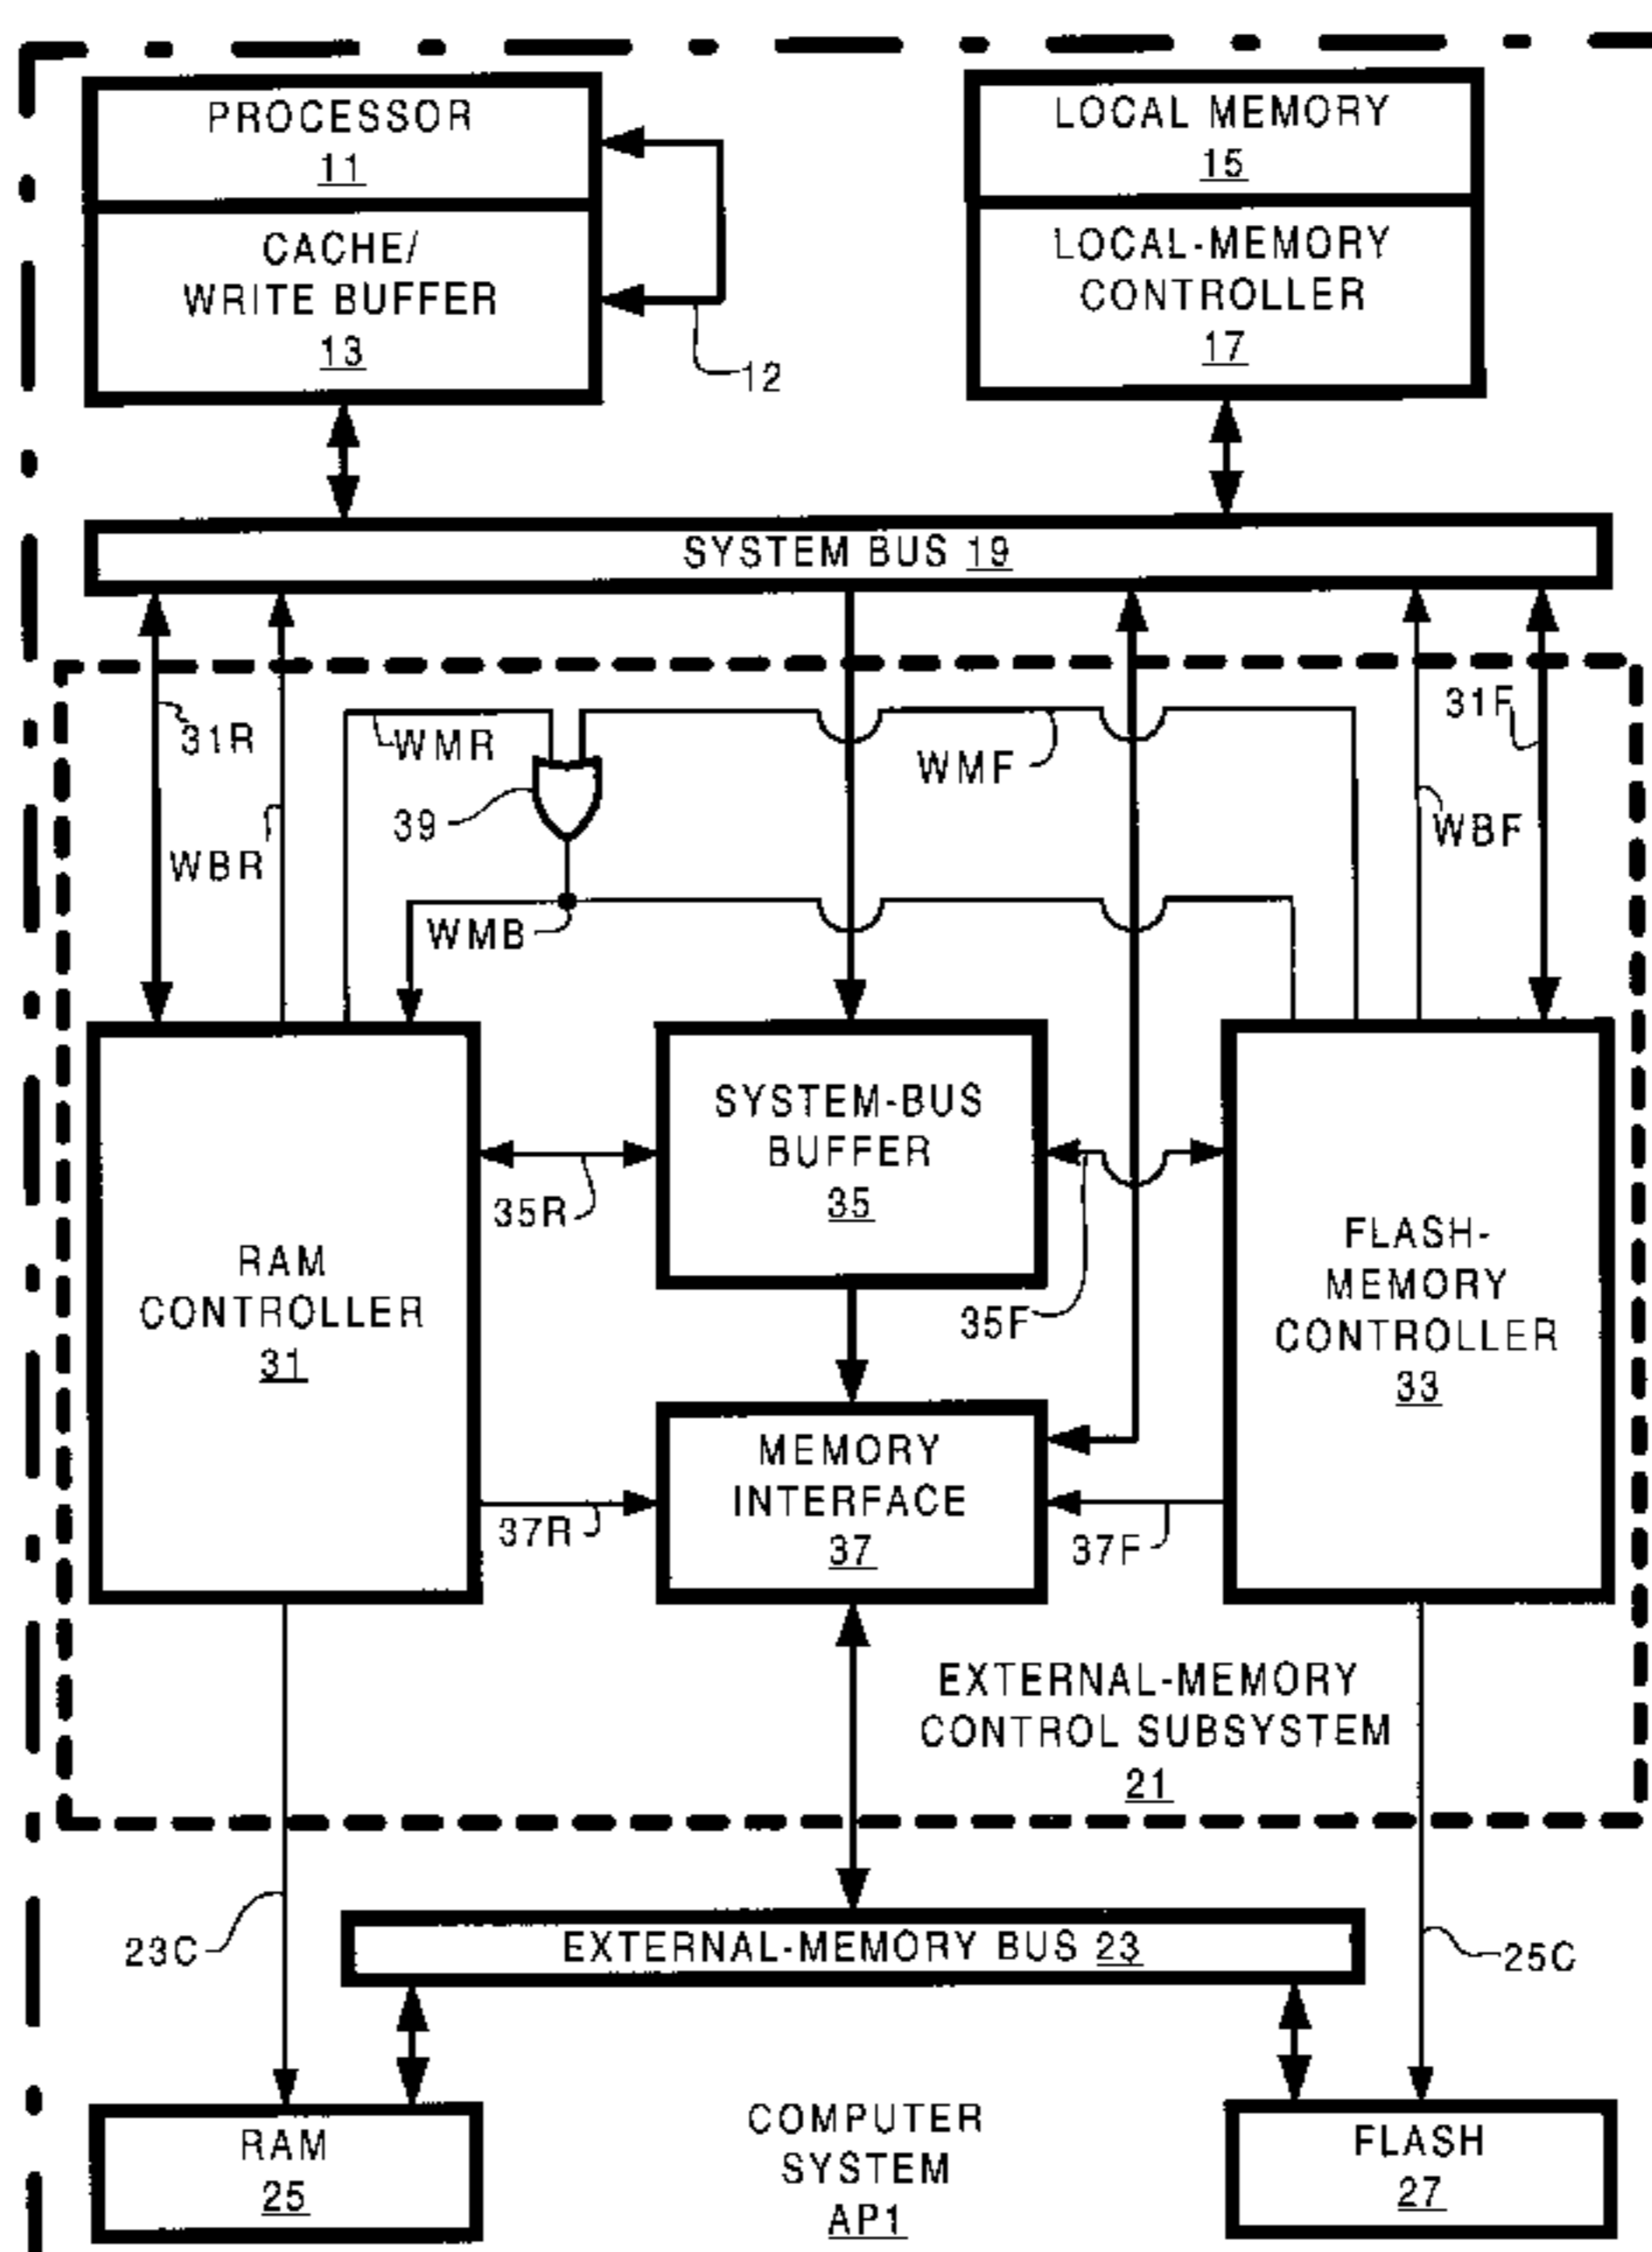 PROCESSOR
11
CACHE/
WRITE BUFFER
13
12
LOCAL MEMORY
15
LOCAL-MEMORY
CONTROLLER
17
SYSTEM BUS 19
31R
WMR
WMF
31F
39
WBR
WBF
WMB
SYSTEM-BUS
BUFFER
35
35R
35F
RAM
CONTROLLER
31
FLASH-
MEMORY
CONTROLLER
33
MEMORY
INTERFACE
37
37R
37F
EXTERNAL-MEMORY
CONTROL SUBSYSTEM
21
23C
EXTERNAL-MEMORY BUS 23
25C
RAM
25
COMPUTER
SYSTEM
AP1
FLASH
27